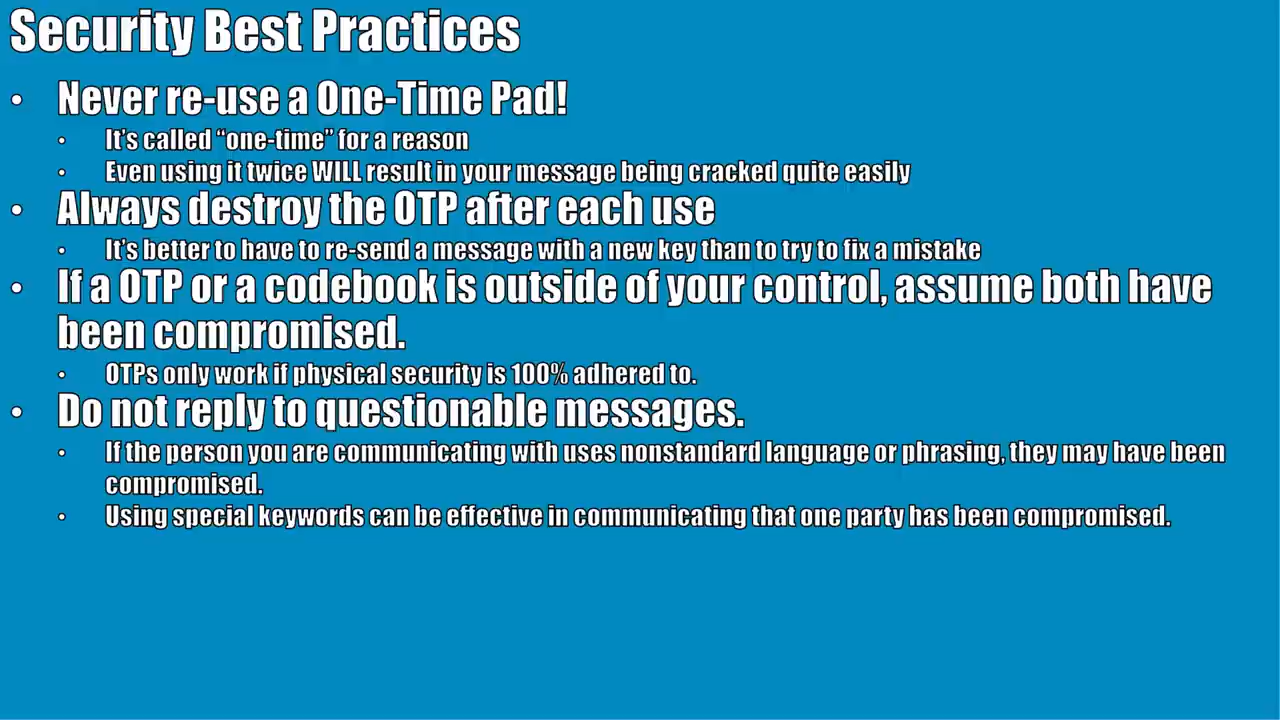 Security Best Practices
• Never re-use a One-Time Pad!
• It’s called “one-time” for a reason
• Even using it twice WILL result in your message being cracked quite easily
• Always destroy the OTP after each use
• It’s better to have to re-send a message with a new key than to try to fix a mistake
• If a OTP or a codebook is outside of your control, assume both have
been compromised.
• OTPs only work if physical security is 100% adhered to.
• Do not reply to questionable messages.
• If the person you are communicating with uses nonstandard language or phrasing, they may have been
compromised.
• Using special keywords can be effective in communicating that one party has been compromised.